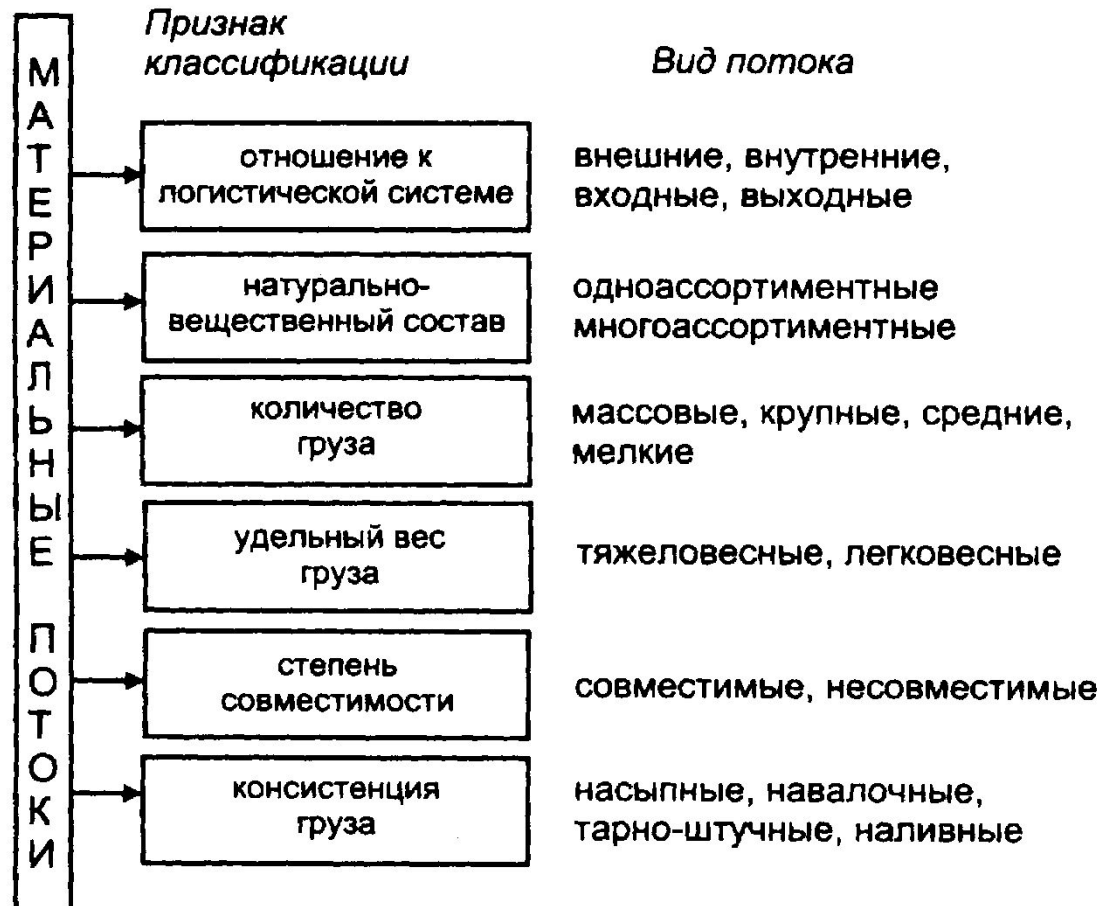 МАТЕРИАЛЬНЫЕ ПОТОКИ
Признак
классификации
Вид потока
отношение к
логистической системе
внешние, внутренние,
входные, выходные
натурально-
вещественный состав
одноассортиментные
многоассортиментные
количество
груза
массовые, крупные, средние,
мелкие
удельный вес
груза
тяжеловесные, легковесные
степень
совместимости
совместимые, несовместимые
консистенция
груза
насыпные, навалочные,
тарно-штучные, наливные